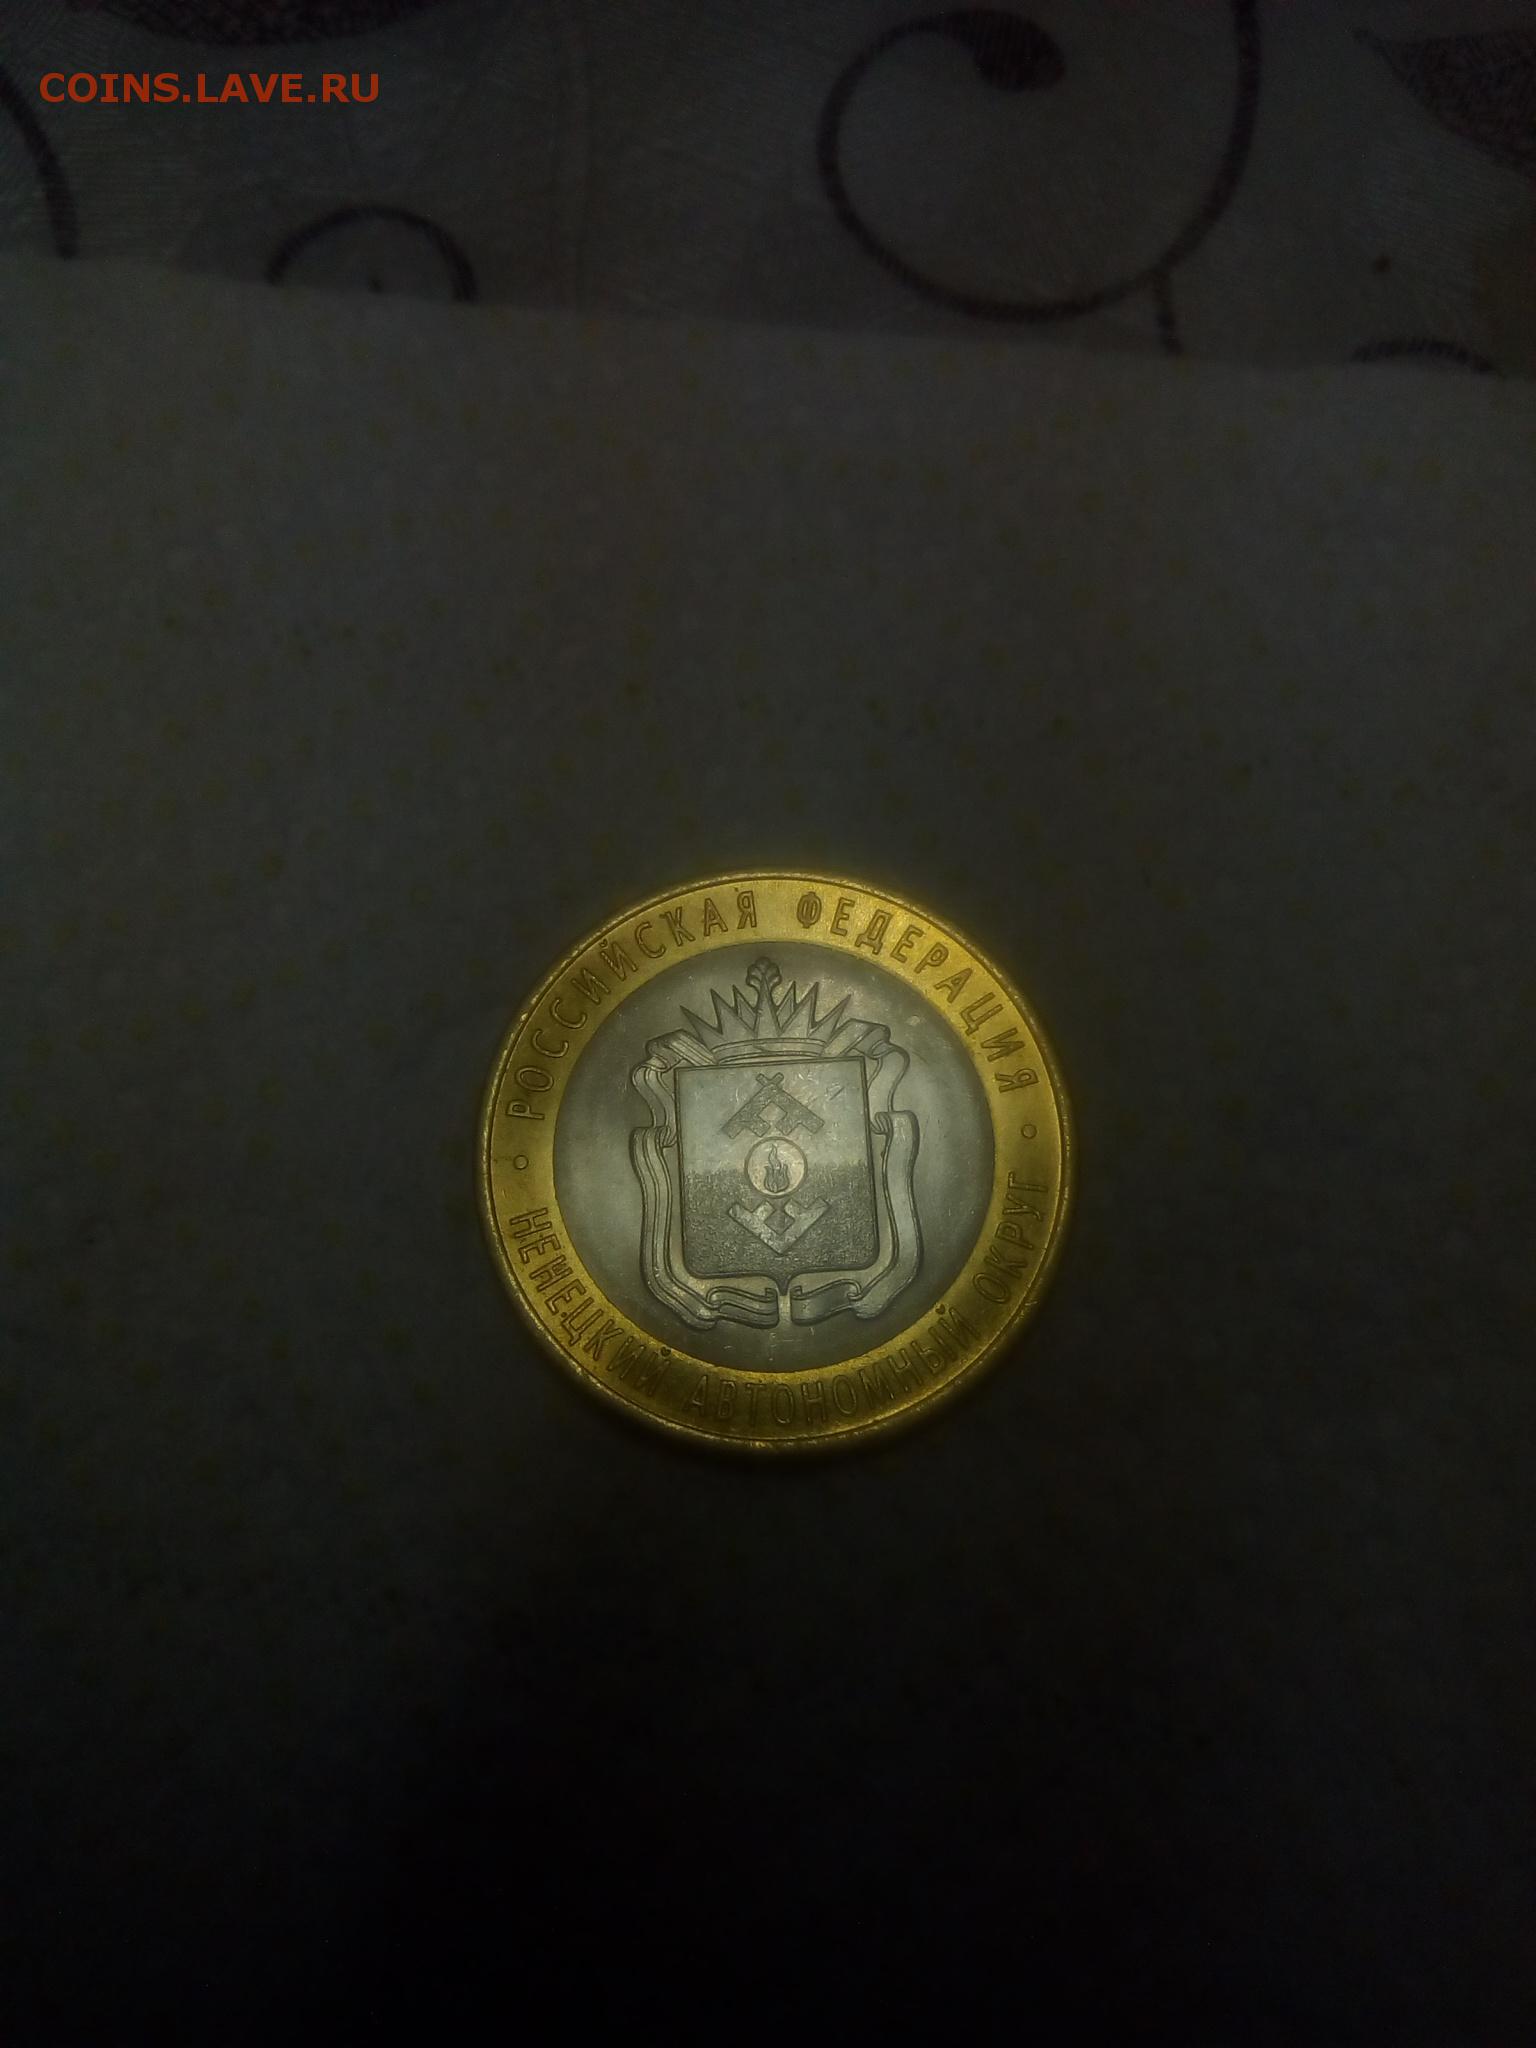 COINS.LAVE.RU
• РОССИЙСКАЯ ФЕДЕРАЦИЯ •
НЕНЕЦКИЙ АВТОНОМНЫЙ ОКРУГ